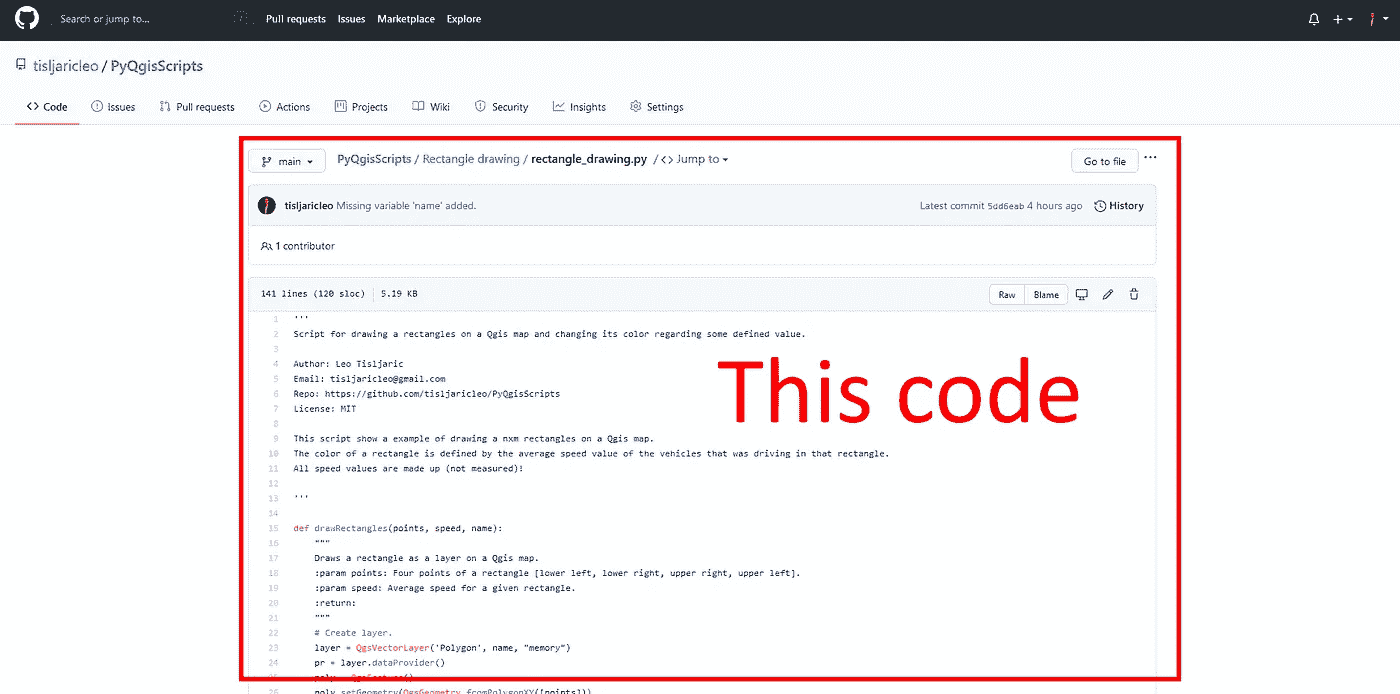 Search or jump to...
Pull requests Issues Marketplace Explore
tisljaricleo / PyQgisScripts
Code Issues Pull requests Actions Projects Wiki Security Insights Settings
main PyQgisScripts / Rectangle drawing / rectangle_drawing.py / <> Jump to Go to file ...
tisljaricleo Missing variable 'name' added. Latest commit 5dd6eab 4 hours ago History
1 contributor
141 lines (120 sloc) 5.19 KB Raw Blame
1 '''
2 Script for drawing a rectangles on a Qgis map and changing its color regarding some defined value.
3
4 Author: Leo Tisljaric
5 Email: tisljaricleo@gmail.com
6 Repo: https://github.com/tisljaricleo/PyQgisScripts
7 License: MIT
8
9 This script show a example of drawing a nxm rectangles on a Qgis map.
10 The color of a rectangle is defined by the average speed value of the vehicles that was driving in that rectangle.
11 All speed values are made up (not measured)!
12
13 '''
14
15 def drawRectangles(points, speed, name):
16 """
17 Draws a rectangle as a layer on a Qgis map.
18 :param points: Four points of a rectangle [lower left, lower right, upper right, upper left].
19 :param speed: Average speed for a given rectangle.
20 :return:
21 """
22 # Create layer.
23 layer = QgsVectorLayer('Polygon', name, "memory")
24 pr = layer.dataProvider()
25 poly = QgsFeature()
26 poly.setGeometry(QgsGeometry.fromPolygonXY([points]))
This code